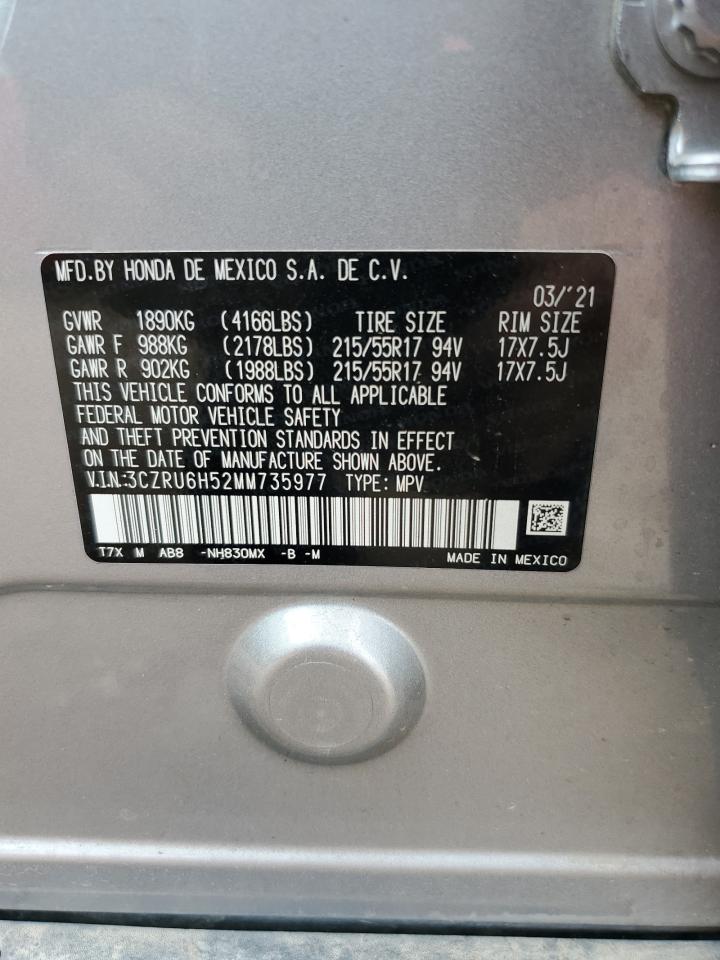 MFD.BY HONDA DE MEXICO S.A. DE C.V.
03/'21
GVWR 1890KG (4166LBS) TIRE SIZE RIM SIZE
GAWR F 988KG (2178LBS) 215/55R17 94V 17X7.5J
GAWR R 902KG (1988LBS) 215/55R17 94V 17X7.5J
THIS VEHICLE CONFORMS TO ALL APPLICABLE
FEDERAL MOTOR VEHICLE SAFETY
AND THEFT PREVENTION STANDARDS IN EFFECT
ON THE DATE OF MANUFACTURE SHOWN ABOVE.
V.I.N:3CZRU6H52MM735977 TYPE: MPV
T7X M AB8 -NH830MX -B -M
MADE IN MEXICO